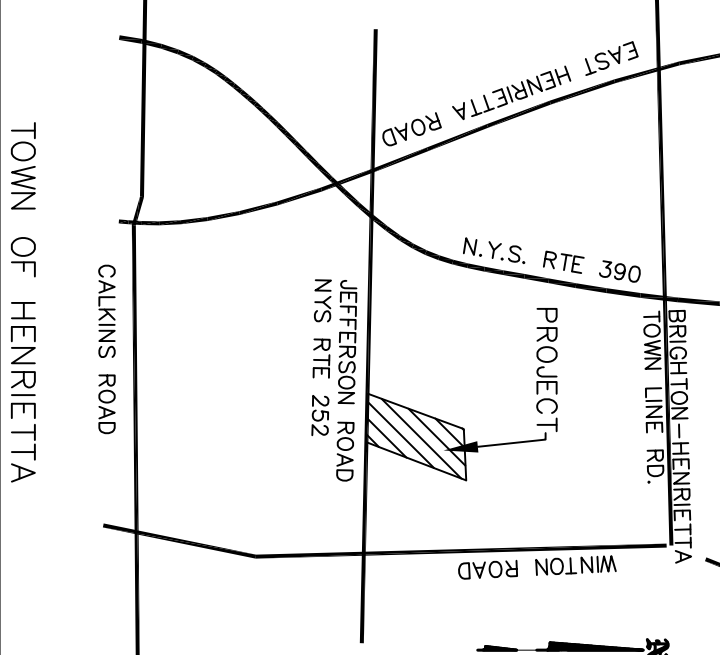 EAST HENRIETTA ROAD
N.Y.S. RTE 390
BRIGHTON-HENRIETTA
TOWN LINE RD.
PROJECT
JEFFERSON ROAD
NYS RTE 252
CALKINS ROAD
TOWN OF HENRIETTA
WINTON ROAD